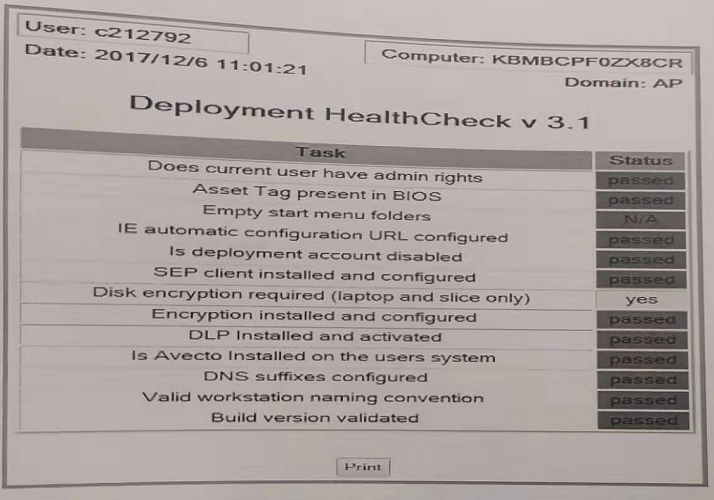 User: c212792
Computer: KBMBCPF0ZX8CR
Date: 2017/12/6 11:01:21
Domain: AP
Deployment HealthCheck v 3.1
Task Status
Does current user have admin rights passed
Asset Tag present in BIOS passed
Empty start menu folders N/A
IE automatic configuration URL configured passed
Is deployment account disabled passed
SEP client installed and configured passed
Disk encryption required (laptop and slice only) yes
Encryption installed and configured passed
DLP Installed and activated passed
Is Avecto Installed on the users system passed
DNS suffixes configured passed
Valid workstation naming convention passed
Build version validated passed
Print